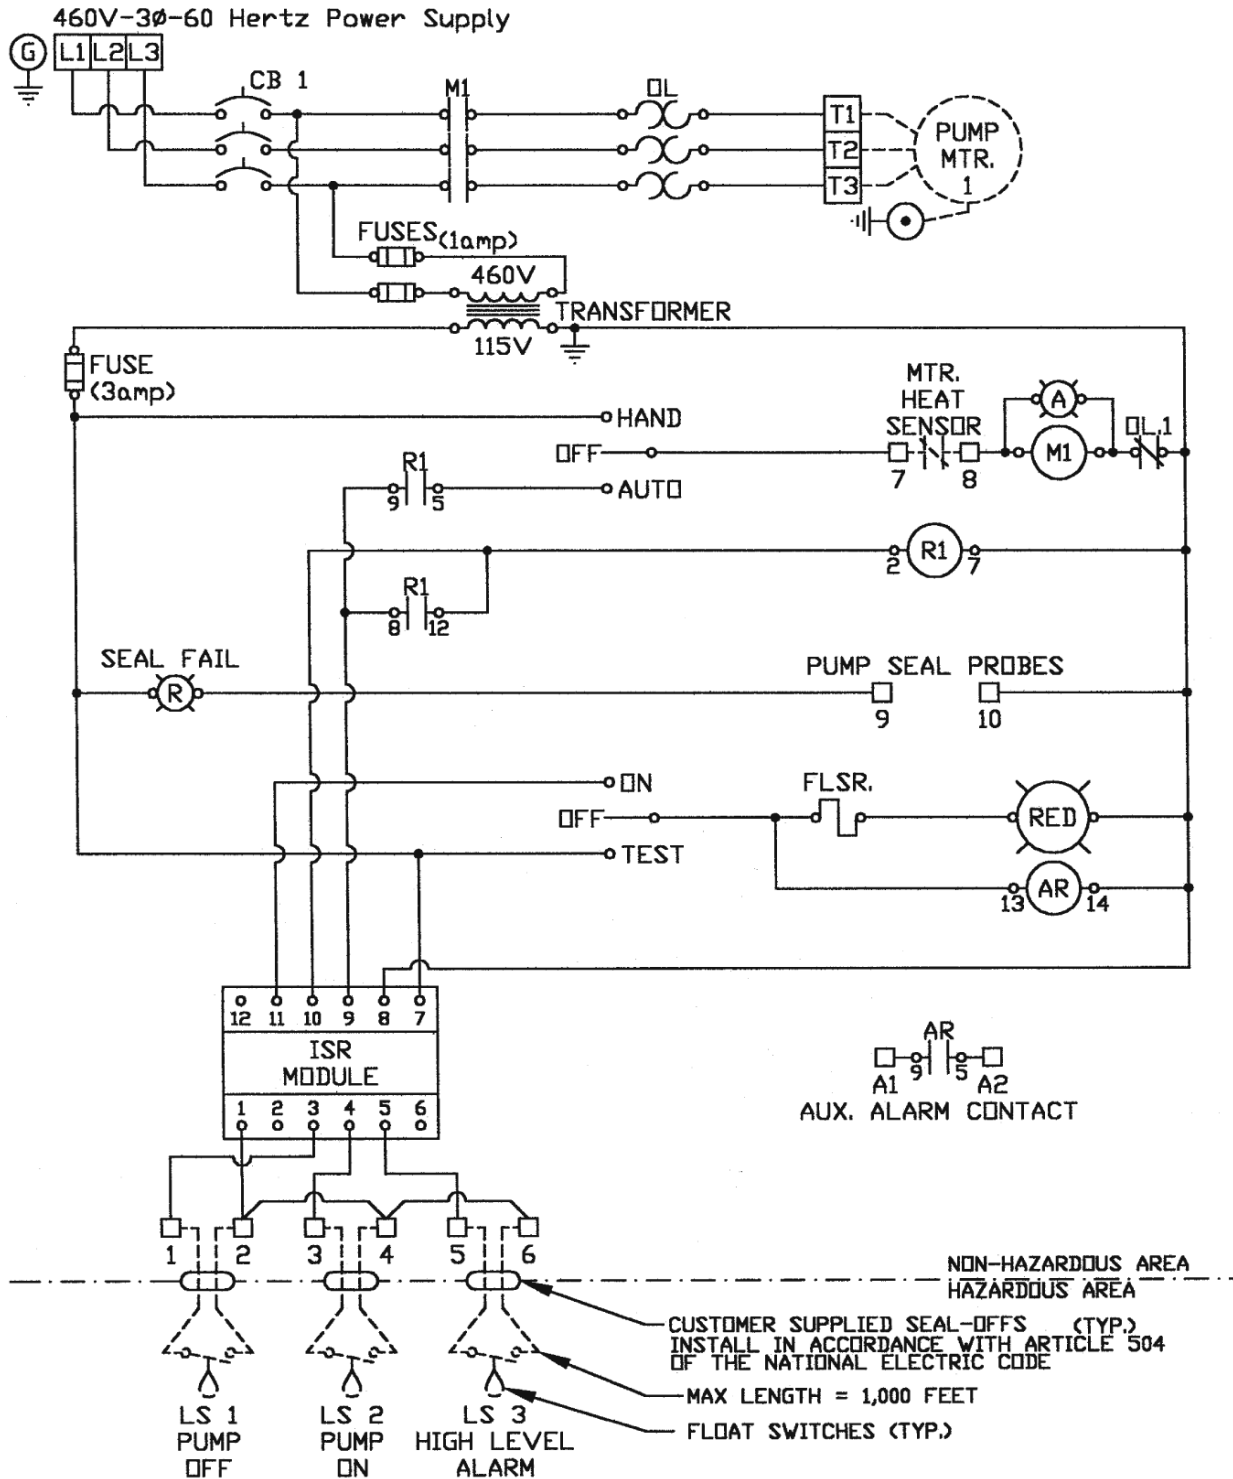 460V-3Ø-60 Hertz Power Supply
G L1 L2 L3
CB 1
M1
OL
T1
T2
T3
PUMP
MTR.
1
FUSES (1amp)
460V
TRANSFORMER
115V
FUSE
(3amp)
HAND
OFF
AUTO
R1
9 5
MTR.
HEAT
SENSOR
7 8
A
M1
OL.1
R1
2 7
R1
8 12
SEAL FAIL
R
PUMP SEAL PROBES
9 10
ON
OFF
TEST
FLSR.
RED
AR
13 14
12 11 10 9 8 7
ISR
MODULE
1 2 3 4 5 6
AR
A1 9 5 A2
AUX. ALARM CONTACT
1 2 3 4 5 6
NON-HAZARDOUS AREA
HAZARDOUS AREA
CUSTOMER SUPPLIED SEAL-OFFS (TYP.)
INSTALL IN ACCORDANCE WITH ARTICLE 504
OF THE NATIONAL ELECTRIC CODE
MAX LENGTH = 1,000 FEET
FLOAT SWITCHES (TYP.)
LS 1
PUMP
OFF
LS 2
PUMP
ON
LS 3
HIGH LEVEL
ALARM